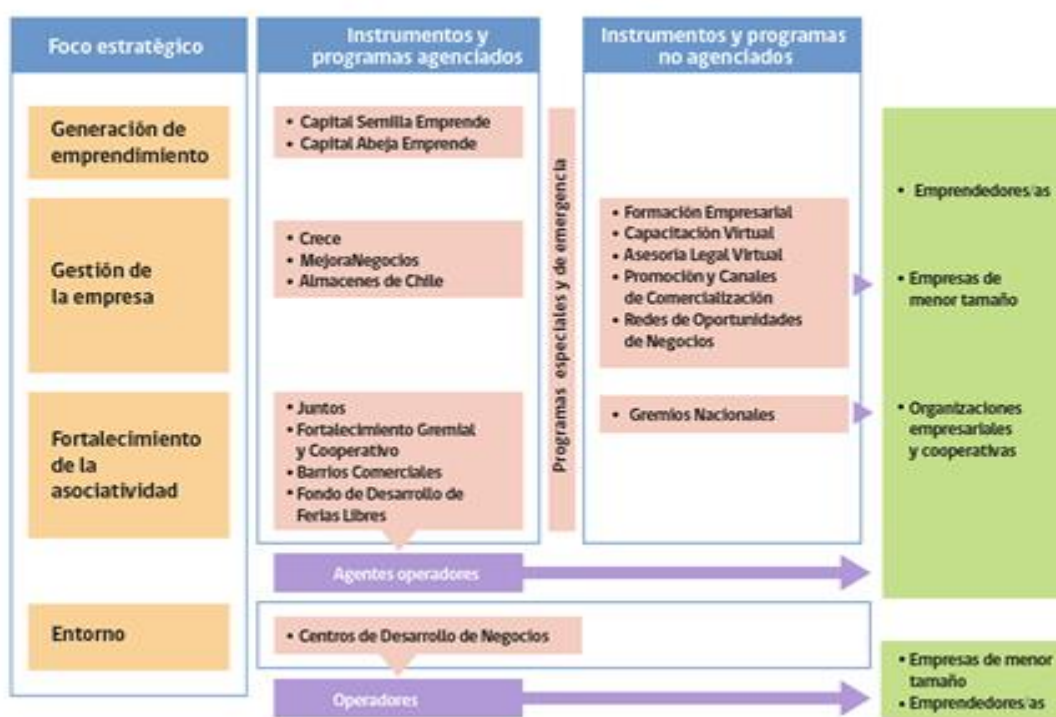 Foco estratègico
Instrumentos y
programas agenciados
Instrumentos y programas
no agenciados
Generación de
emprendimiento
• Capital Semilla Emprende
• Capital Abeja Emprende
Gestión de
la empresa
• Crece
• MejoraNegocios
• Almacenes de Chile
Fortalecimiento
de la
asociatividad
• Juntos
• Fortalecimiento Gremial
y Cooperativo
• Barrios Comerciales
• Fondo de Desarrollo de
Ferias Libres
Programas especiales y de emergencia
• Formación Empresarial
• Capacitación Virtual
• Asesoría Legal Virtual
• Promoción y Canales
de Comercialización
• Redes de Oportunidades
de Negocios
• Gremios Nacionales
• Emprendedores/as
• Empresas de
menor tamaño
• Organizaciones
empresariales
y cooperativas
Agentes operadores
Entorno
• Centros de Desarrollo de Negocios
Operadores
• Empresas de menor
tamaño
• Emprendedores/as